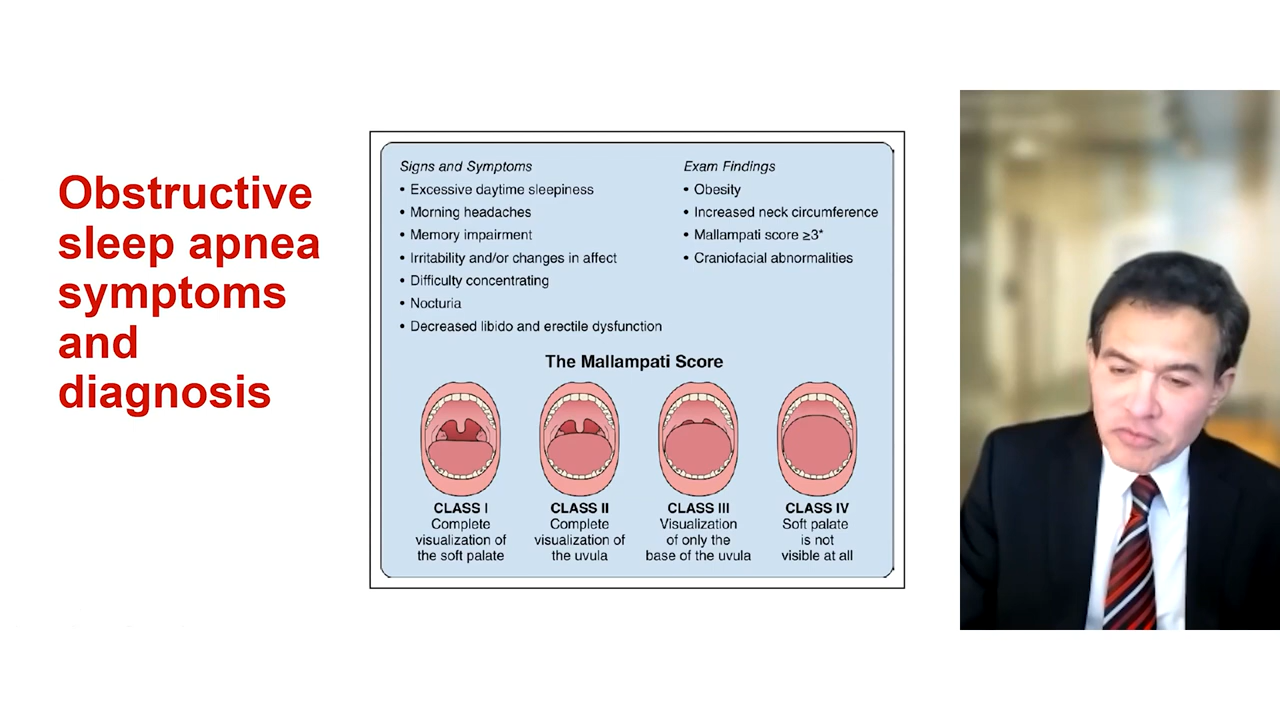 Obstructive
sleep apnea
symptoms
and
diagnosis
Signs and Symptoms
• Excessive daytime sleepiness
• Morning headaches
• Memory impairment
• Irritability and/or changes in affect
• Difficulty concentrating
• Nocturia
• Decreased libido and erectile dysfunction
Exam Findings
• Obesity
• Increased neck circumference
• Mallampati score ≥3*
• Craniofacial abnormalities
The Mallampati Score
CLASS I
Complete
visualization of
the soft palate
CLASS II
Complete
visualization of
the uvula
CLASS III
Visualization
of only the
base of the uvula
CLASS IV
Soft palate
is not
visible at all